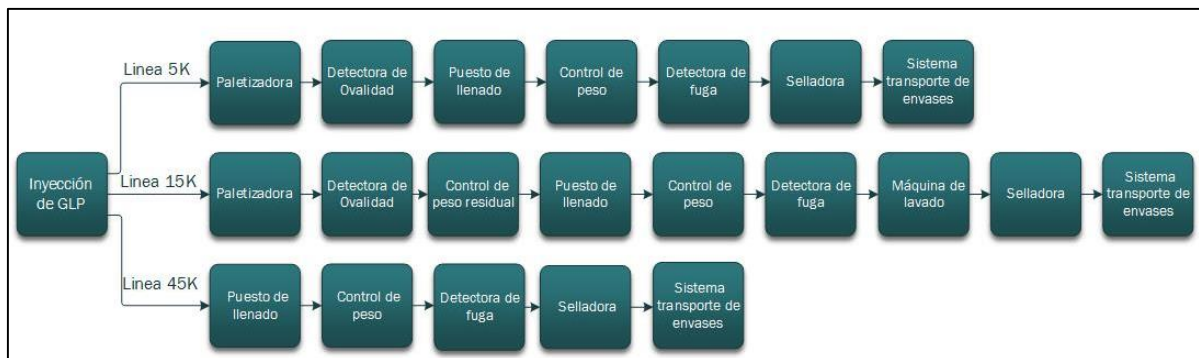 Linea 5K
Paletizadora
Detectora de
Ovalidad
Puesto de
llenado
Control de
peso
Detectora de
fuga
Selladora
Sistema
transporte de
envases
Inyección
de GLP
Linea 15K
Paletizadora
Detectora de
Ovalidad
Control de
peso residual
Puesto de
llenado
Control de
peso
Detectora de
fuga
Máquina de
lavado
Selladora
Sistema
transporte de
envases
Linea 45K
Puesto de
llenado
Control de
peso
Detectora de
fuga
Selladora
Sistema
transporte de
envases